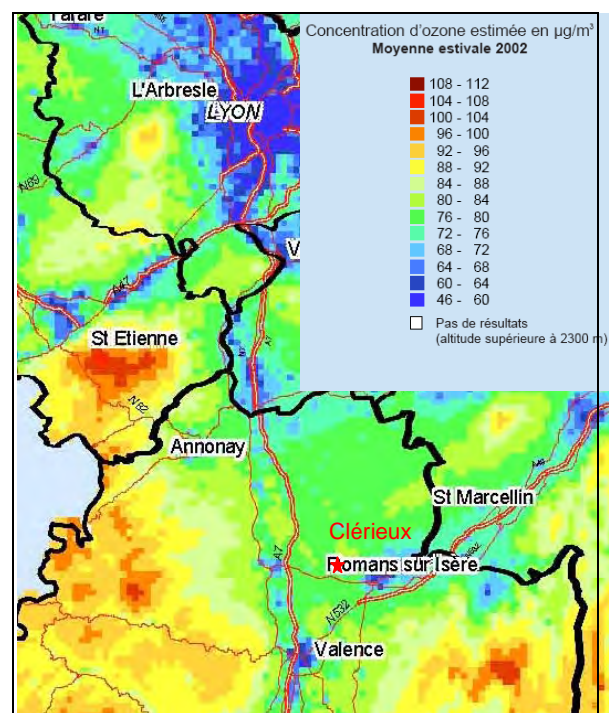 Concentration d'ozone estimée en µg/m³
Moyenne estivale 2002
108 - 112
104 - 108
100 - 104
96 - 100
92 - 96
88 - 92
84 - 88
80 - 84
76 - 80
72 - 76
68 - 72
64 - 68
60 - 64
46 - 60
Pas de résultats
(altitude supérieure à 2300 m)
Tarare
L'Arbresle
LYON
N89
V
A47
A7
St Etienne
N82
Annonay
St Marcellin
Clérieux
A7
Romans sur Isère
N532
Valence